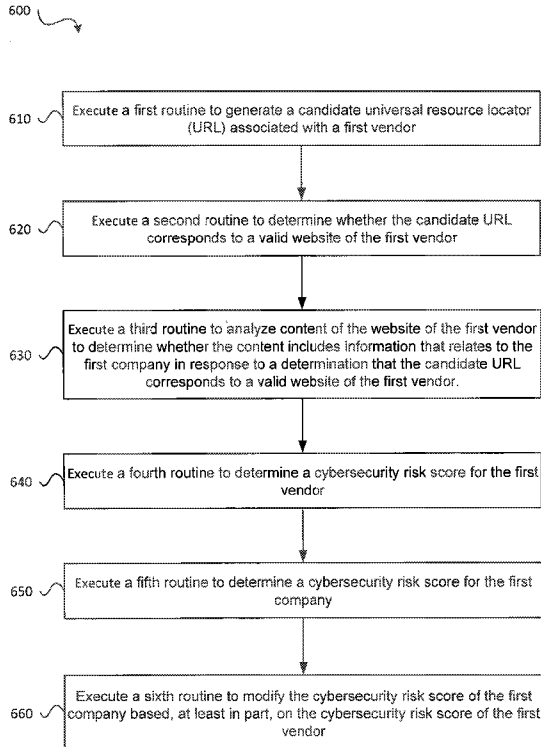 600
610
Execute a first routine to generate a candidate universal resource locator
(URL) associated with a first vendor
620
Execute a second routine to determine whether the candidate URL
corresponds to a valid website of the first vendor
630
Execute a third routine to analyze content of the website of the first vendor
to determine whether the content includes information that relates to the
first company in response to a determination that the candidate URL
corresponds to a valid website of the first vendor.
640
Execute a fourth routine to determine a cybersecurity risk score for the first
vendor
650
Execute a fifth routine to determine a cybersecurity risk score for the first
company
660
Execute a sixth routine to modify the cybersecurity risk score of the first
company based, at least in part, on the cybersecurity risk score of the first
vendor